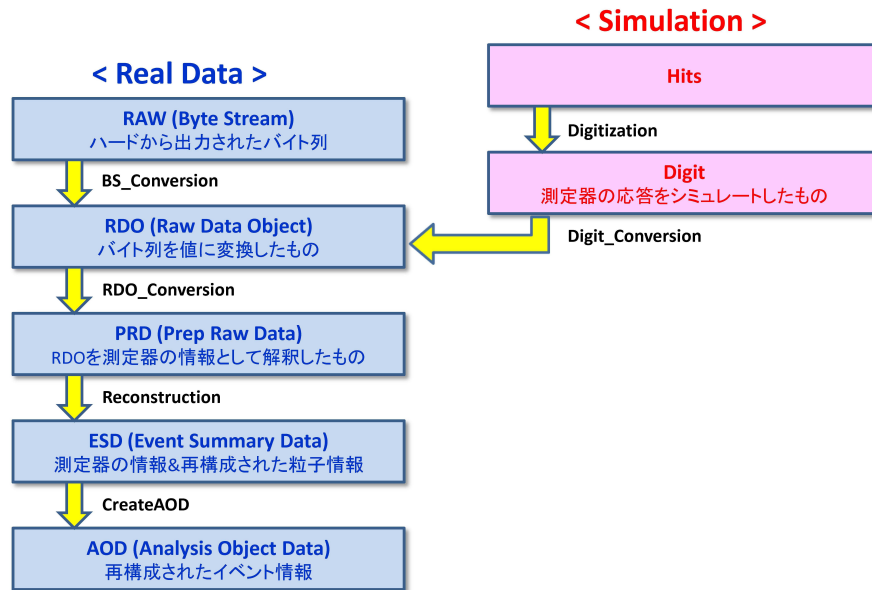 < Real Data >
RAW (Byte Stream)
ハードから出力されたバイト列
BS_Conversion
RDO (Raw Data Object)
バイト列を値に変換したもの
RDO_Conversion
PRD (Prep Raw Data)
RDOを測定器の情報として解釈したもの
Reconstruction
ESD (Event Summary Data)
測定器の情報&再構成された粒子情報
CreateAOD
AOD (Analysis Object Data)
再構成されたイベント情報
< Simulation >
Hits
Digitization
Digit
測定器の応答をシミュレートしたもの
Digit_Conversion